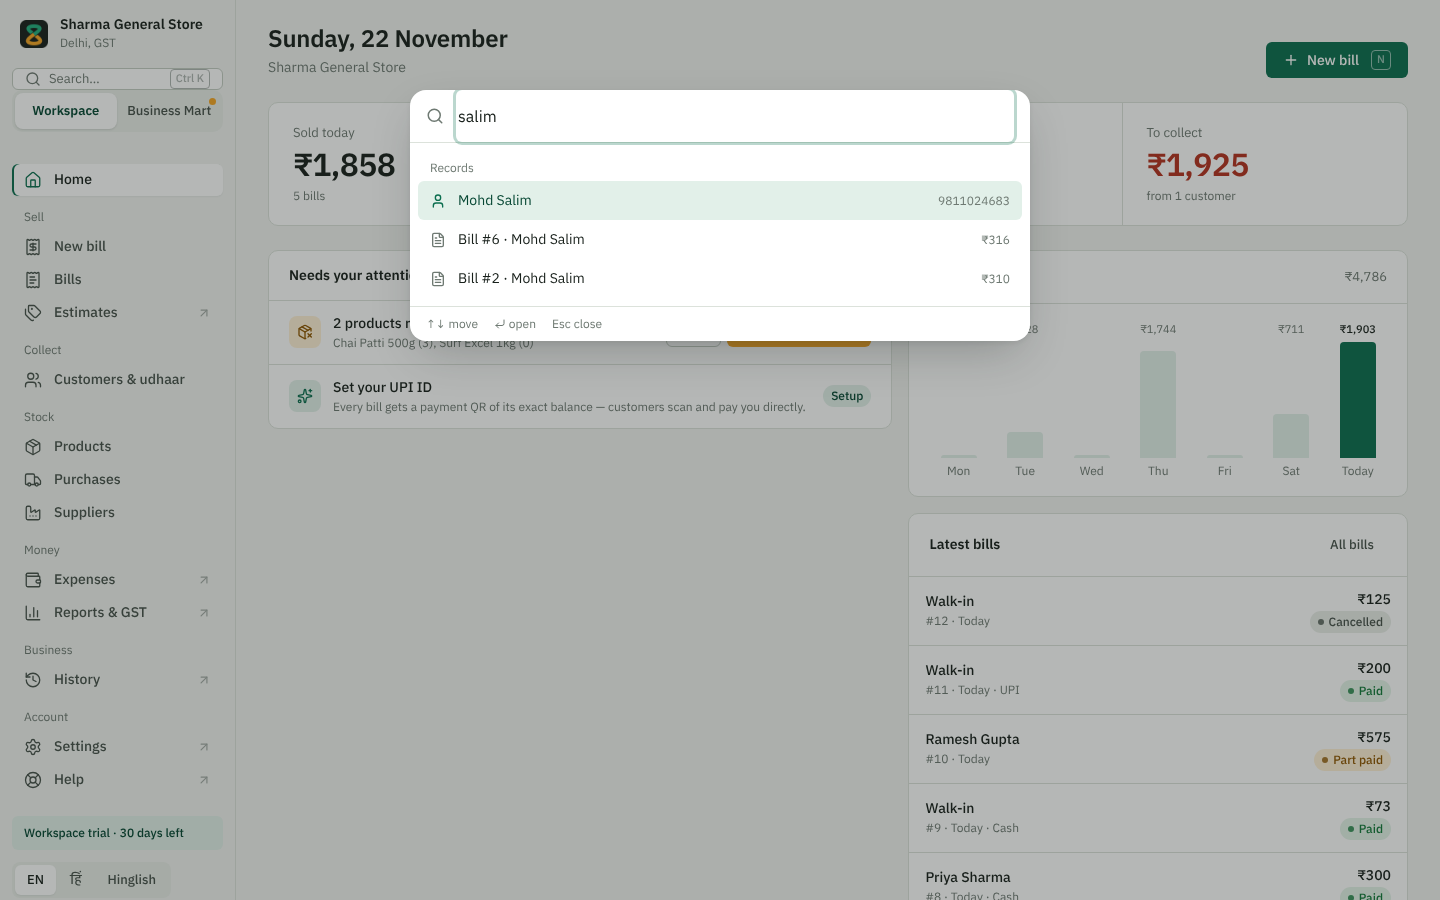 Sharma General Store
Delhi, GST
Search... Ctrl K
Workspace Business Mart
Home
Sell
New bill
Bills
Estimates
Collect
Customers & udhaar
Stock
Products
Purchases
Suppliers
Money
Expenses
Reports & GST
Business
History
Account
Settings
Help
Workspace trial · 30 days left
EN हिं Hinglish
Sunday, 22 November
Sharma General Store
+ New bill N
Sold today
₹1,858
5 bills
To collect
₹1,925
from 1 customer
salim
Records
Mohd Salim 9811024683
Bill #6 · Mohd Salim ₹316
Bill #2 · Mohd Salim ₹310
↑↓ move ↵ open Esc close
Needs your
2 products
Chai Patti 500g (3), Surf Excel 1kg (0)
Set your UPI ID
Every bill gets a payment QR of its exact balance — customers scan and pay you directly.
Setup
₹4,786
₹1,744 ₹711 ₹1,903
Mon Tue Wed Thu Fri Sat Today
Latest bills All bills
Walk-in ₹125
#12 · Today Cancelled
Walk-in ₹200
#11 · Today · UPI Paid
Ramesh Gupta ₹575
#10 · Today Part paid
Walk-in ₹73
#9 · Today · Cash Paid
Priya Sharma ₹300
#8 · Today · Cash Paid